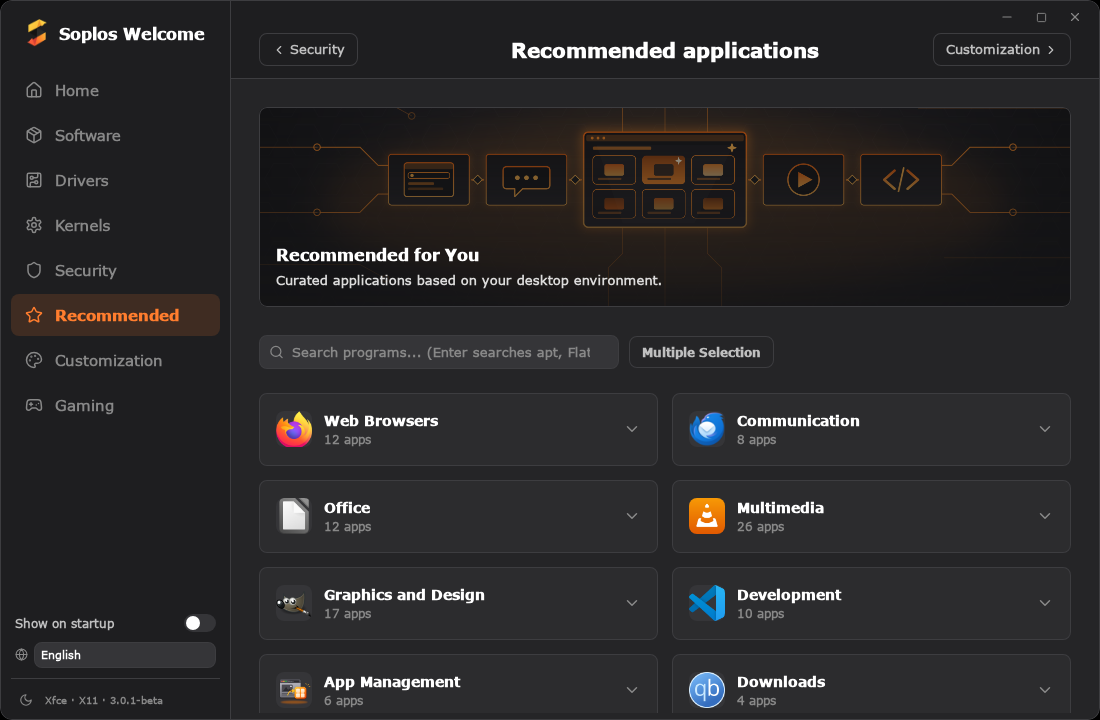 Soplos Welcome
Home
Software
Drivers
Kernels
Security
Recommended
Customization
Gaming
Show on startup
English
Xfce · X11 · 3.0.1-beta
Security
Recommended applications
Customization
Recommended for You
Curated applications based on your desktop environment.
Search programs... (Enter searches apt, Flat
Multiple Selection
Web Browsers
12 apps
Communication
8 apps
Office
12 apps
Multimedia
26 apps
Graphics and Design
17 apps
Development
10 apps
App Management
6 apps
qb
Downloads
4 apps